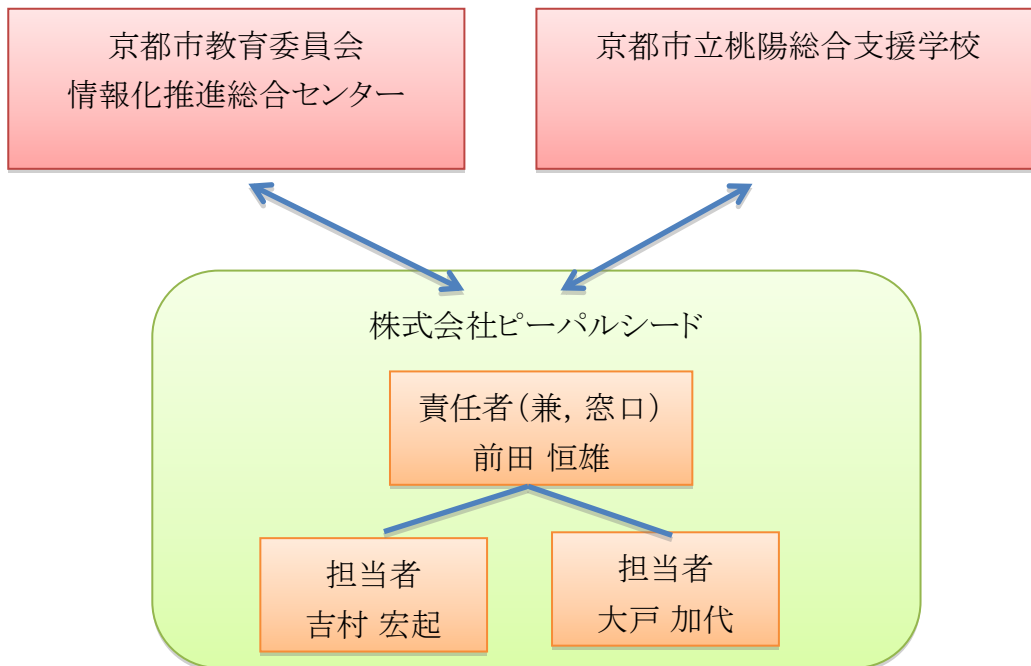 京都市教育委員会
情報化推進総合センター
京都市立桃陽総合支援学校
株式会社ピーパルシード
責任者(兼, 窓口)
前田 恒雄
担当者
吉村 宏起
担当者
大戸 加代